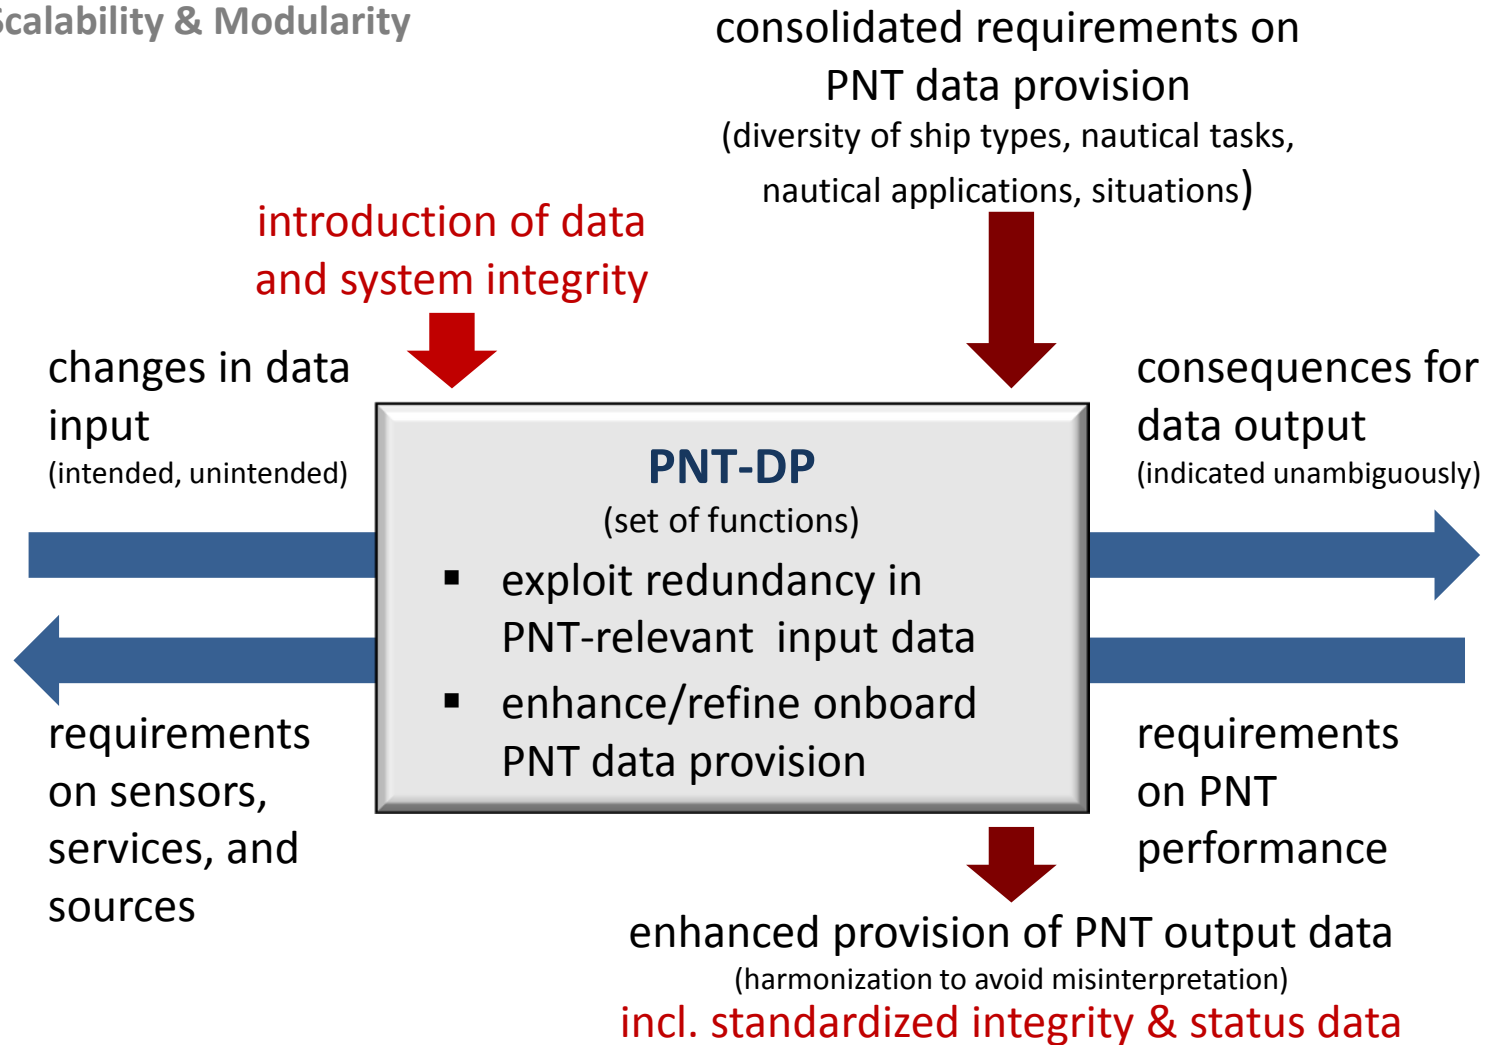 Scalability & Modularity
consolidated requirements on
PNT data provision
(diversity of ship types, nautical tasks,
nautical applications, situations)
introduction of data
and system integrity
changes in data
input
(intended, unintended)
consequences for
data output
(indicated unambiguously)
PNT-DP
(set of functions)
▪ exploit redundancy in
PNT-relevant input data
▪ enhance/refine onboard
PNT data provision
requirements
on sensors,
services, and
sources
requirements
on PNT
performance
enhanced provision of PNT output data
(harmonization to avoid misinterpretation)
incl. standardized integrity & status data